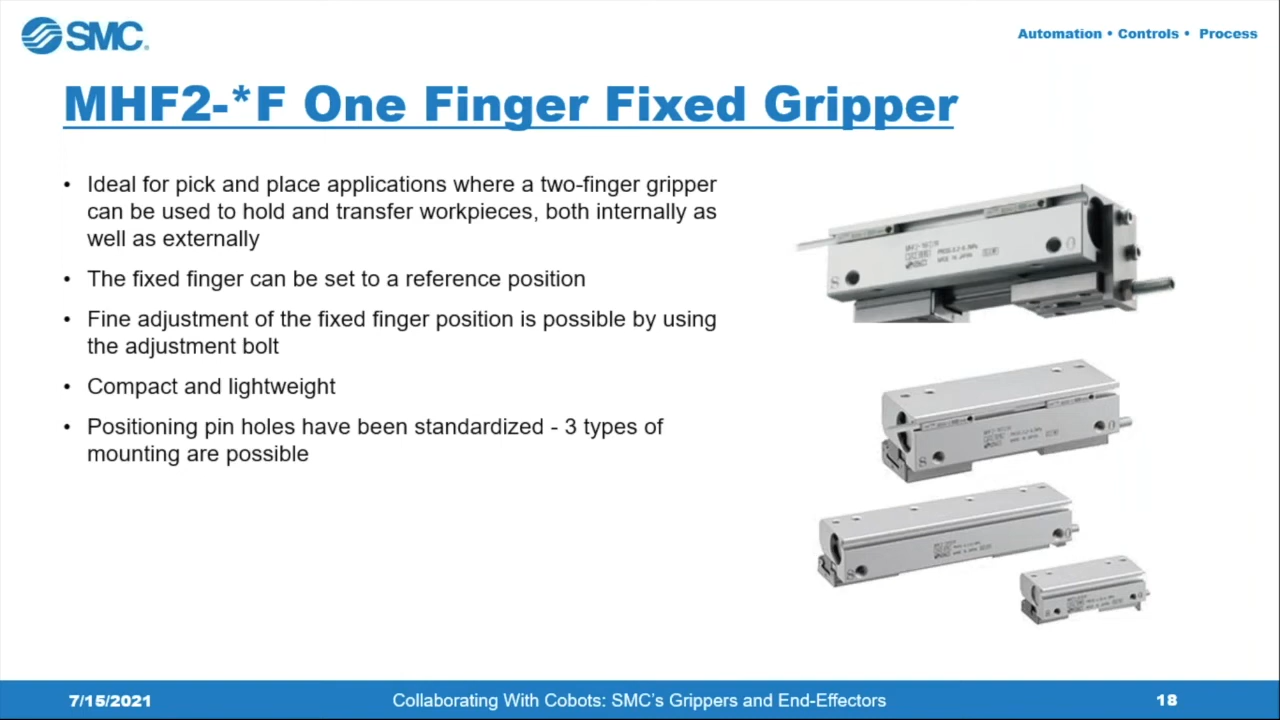 SMC
Automation • Controls • Process
MHF2-*F One Finger Fixed Gripper
• Ideal for pick and place applications where a two-finger gripper
can be used to hold and transfer workpieces, both internally as
well as externally
• The fixed finger can be set to a reference position
• Fine adjustment of the fixed finger position is possible by using
the adjustment bolt
• Compact and lightweight
• Positioning pin holes have been standardized - 3 types of
mounting are possible
7/15/2021
Collaborating With Cobots: SMC's Grippers and End-Effectors
18